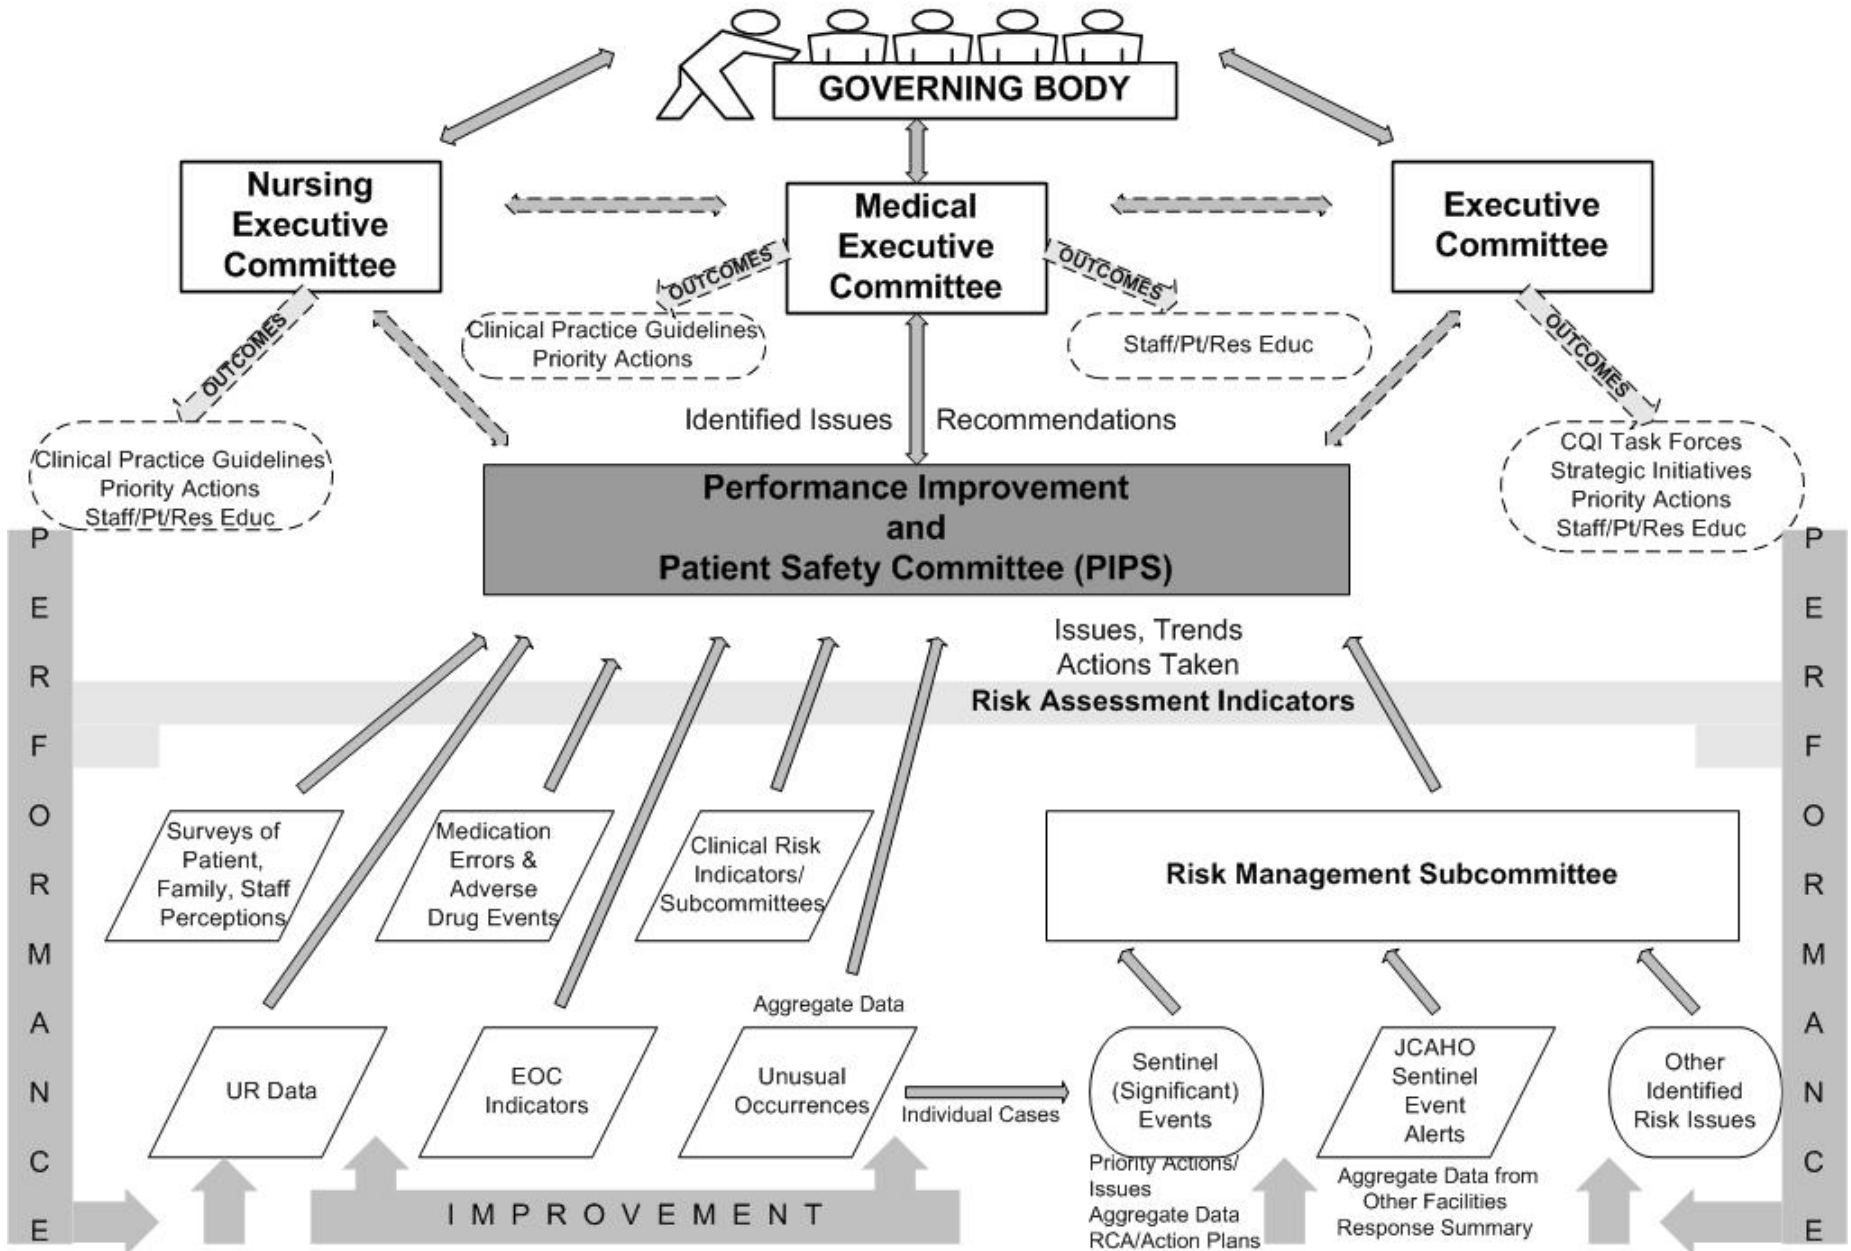 GOVERNING BODY
Nursing
Executive
Committee
Medical
Executive
Committee
Executive
Committee
OUTCOMES
OUTCOMES
OUTCOMES
OUTCOMES
Clinical Practice Guidelines
Priority Actions
Staff/Pt/Res Educ
Clinical Practice Guidelines
Priority Actions
Staff/Pt/Res Educ
CQI Task Forces
Strategic Initiatives
Priority Actions
Staff/Pt/Res Educ
Identified Issues
Recommendations
Performance Improvement
and
Patient Safety Committee (PIPS)
Issues, Trends
Actions Taken
Risk Assessment Indicators
PERFORMANCE
Surveys of
Patient,
Family, Staff
Perceptions
Medication
Errors &
Adverse
Drug Events
Clinical Risk
Indicators/
Subcommittees
Risk Management Subcommittee
Aggregate Data
UR Data
EOC
Indicators
Unusual
Occurrences
Individual Cases
Sentinel
(Significant)
Events
JCAHO
Sentinel
Event
Alerts
Other
Identified
Risk Issues
Priority Actions/
Issues
Aggregate Data
RCA/Action Plans
Aggregate Data from
Other Facilities
Response Summary
IMPROVEMENT
PERFORMANCE